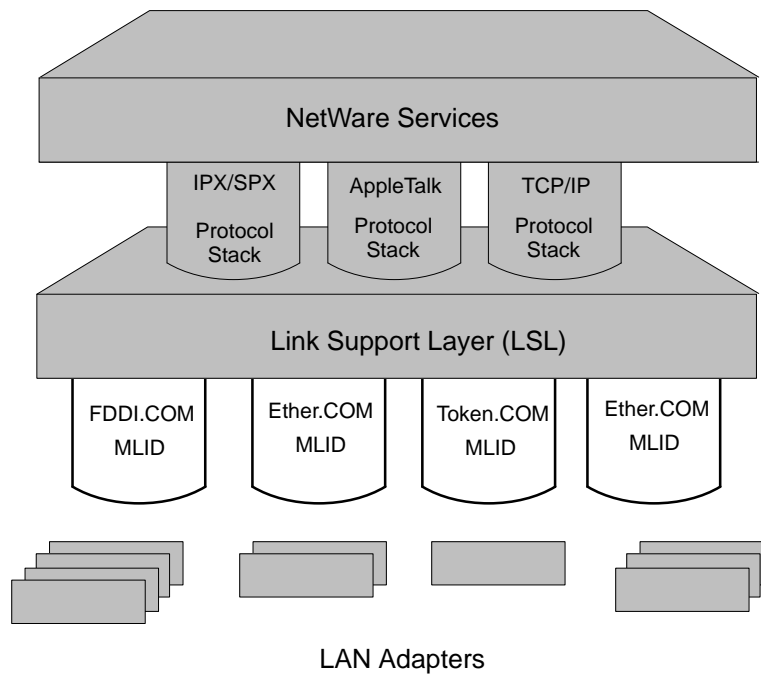 NetWare Services
IPX/SPX
Protocol
Stack
AppleTalk
Protocol
Stack
TCP/IP
Protocol
Stack
Link Support Layer (LSL)
FDDI.COM
MLID
Ether.COM
MLID
Token.COM
MLID
Ether.COM
MLID
LAN Adapters